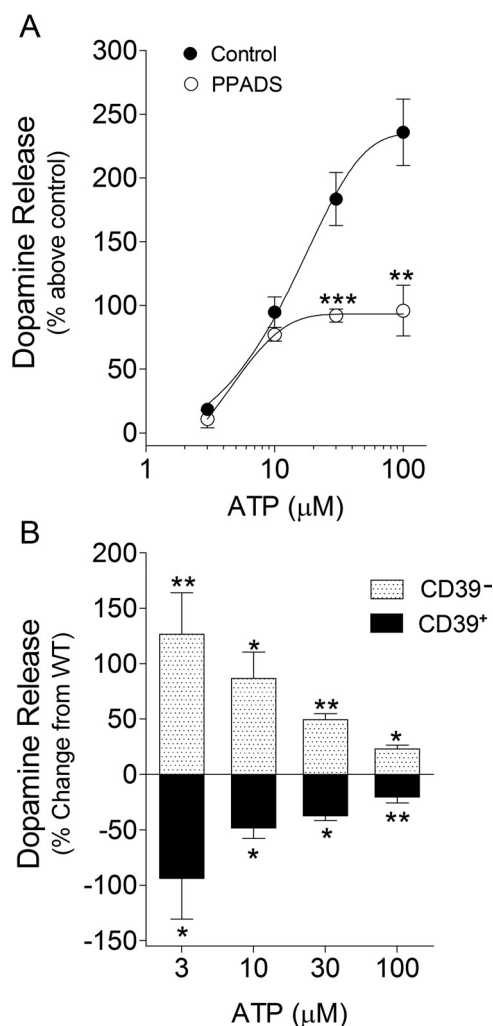 A
Control
PPADS
Dopamine Release
(% above control)
300
250
200
150
100
50
0
***
**
1
10
100
ATP (μM)
B
Dopamine Release
(% Change from WT)
200
150
100
50
0
-50
-100
-150
CD39⁻
CD39⁺
**
*
**
*
*
*
*
**
3
10
30
100
ATP (μM)